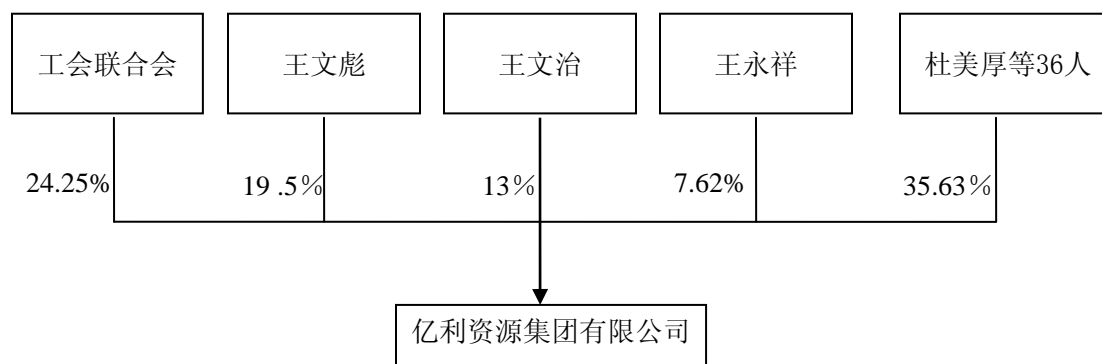 工会联合会
王文彪
王文治
王永祥
杜美厚等36人
24.25%
19 .5％
13％
7.62%
35.63％
亿利资源集团有限公司